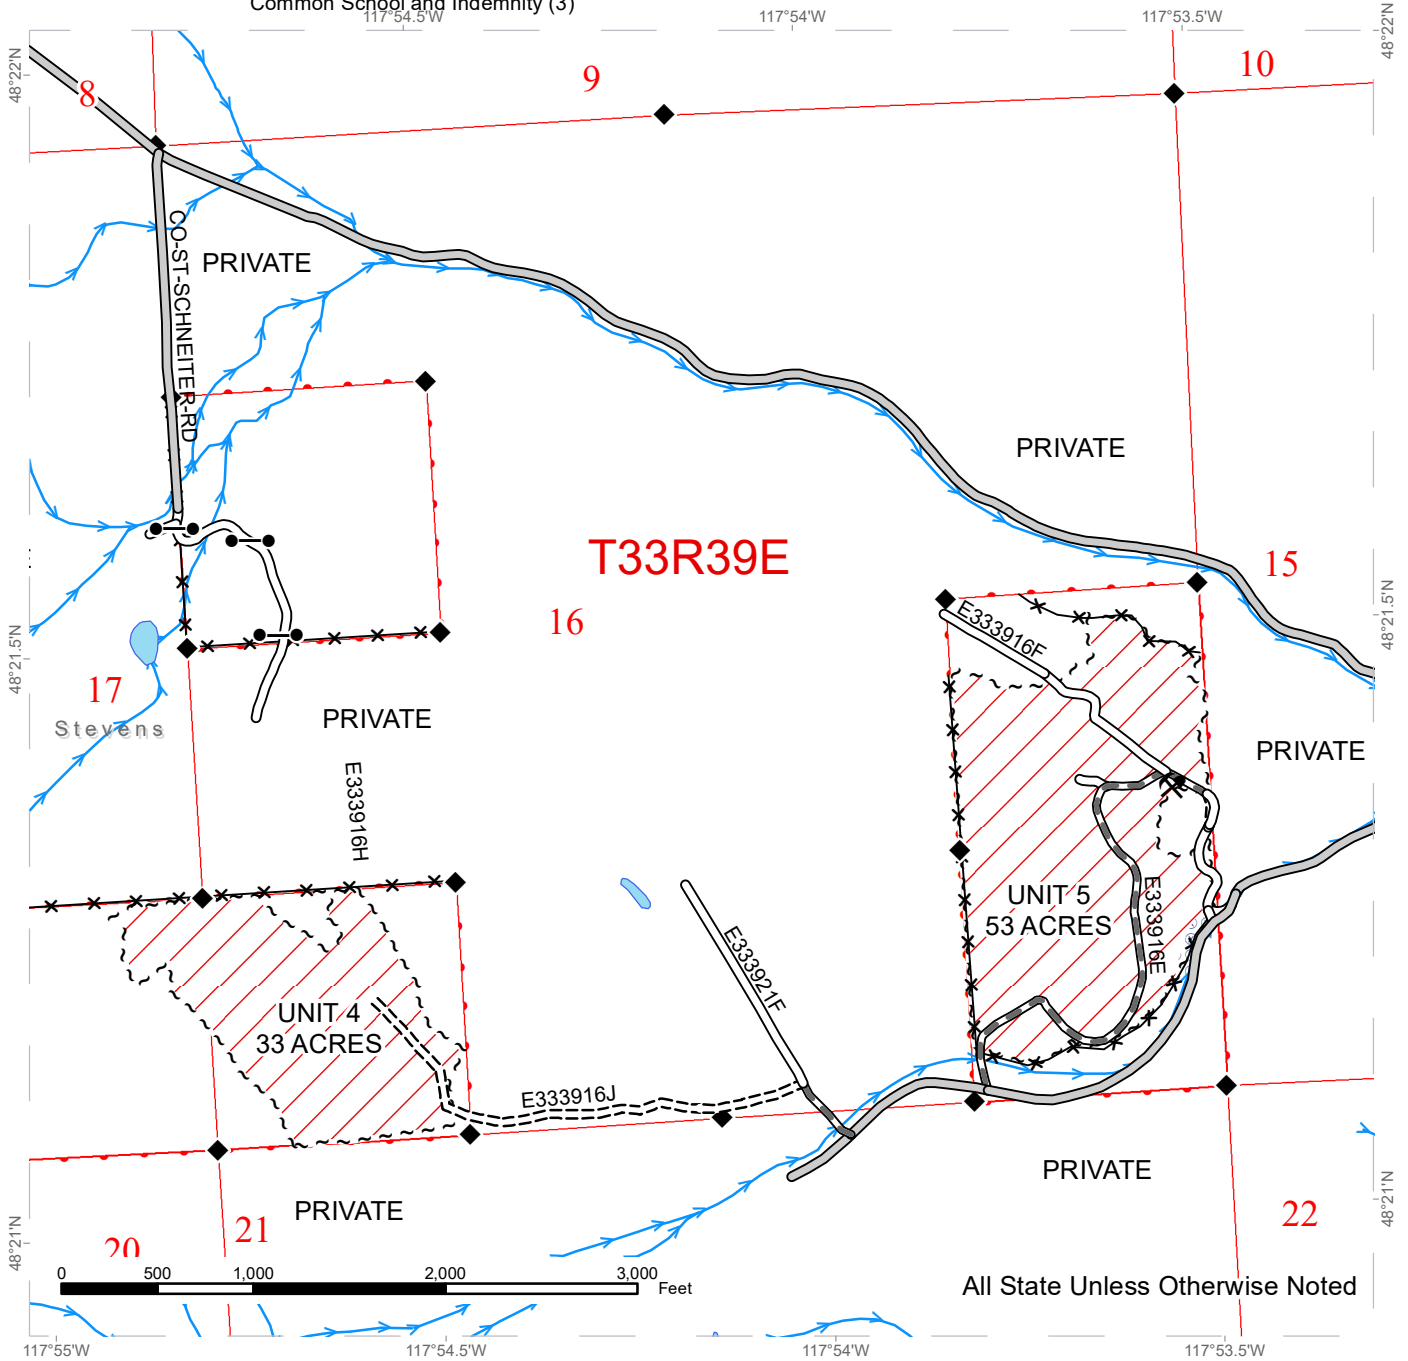 Common School and Indemnity (3)
117°54.5'W
117°54'W
117°53.5'W
48°22'N
48°22'N
8
9
10
CO-ST-SCHNEITER-RD
PRIVATE
PRIVATE
T33R39E
15
16
48°21.5'N
48°21.5'N
E333916F
17
Stevens
PRIVATE
PRIVATE
E333916H
UNIT 5
53 ACRES
E333916E
E333921F
UNIT 4
33 ACRES
E333916J
PRIVATE
PRIVATE
48°21'N
48°21'N
20
21
22
0 500 1,000 2,000 3,000
Feet
All State Unless Otherwise Noted
117°55'W
117°54.5'W
117°54'W
117°53.5'W